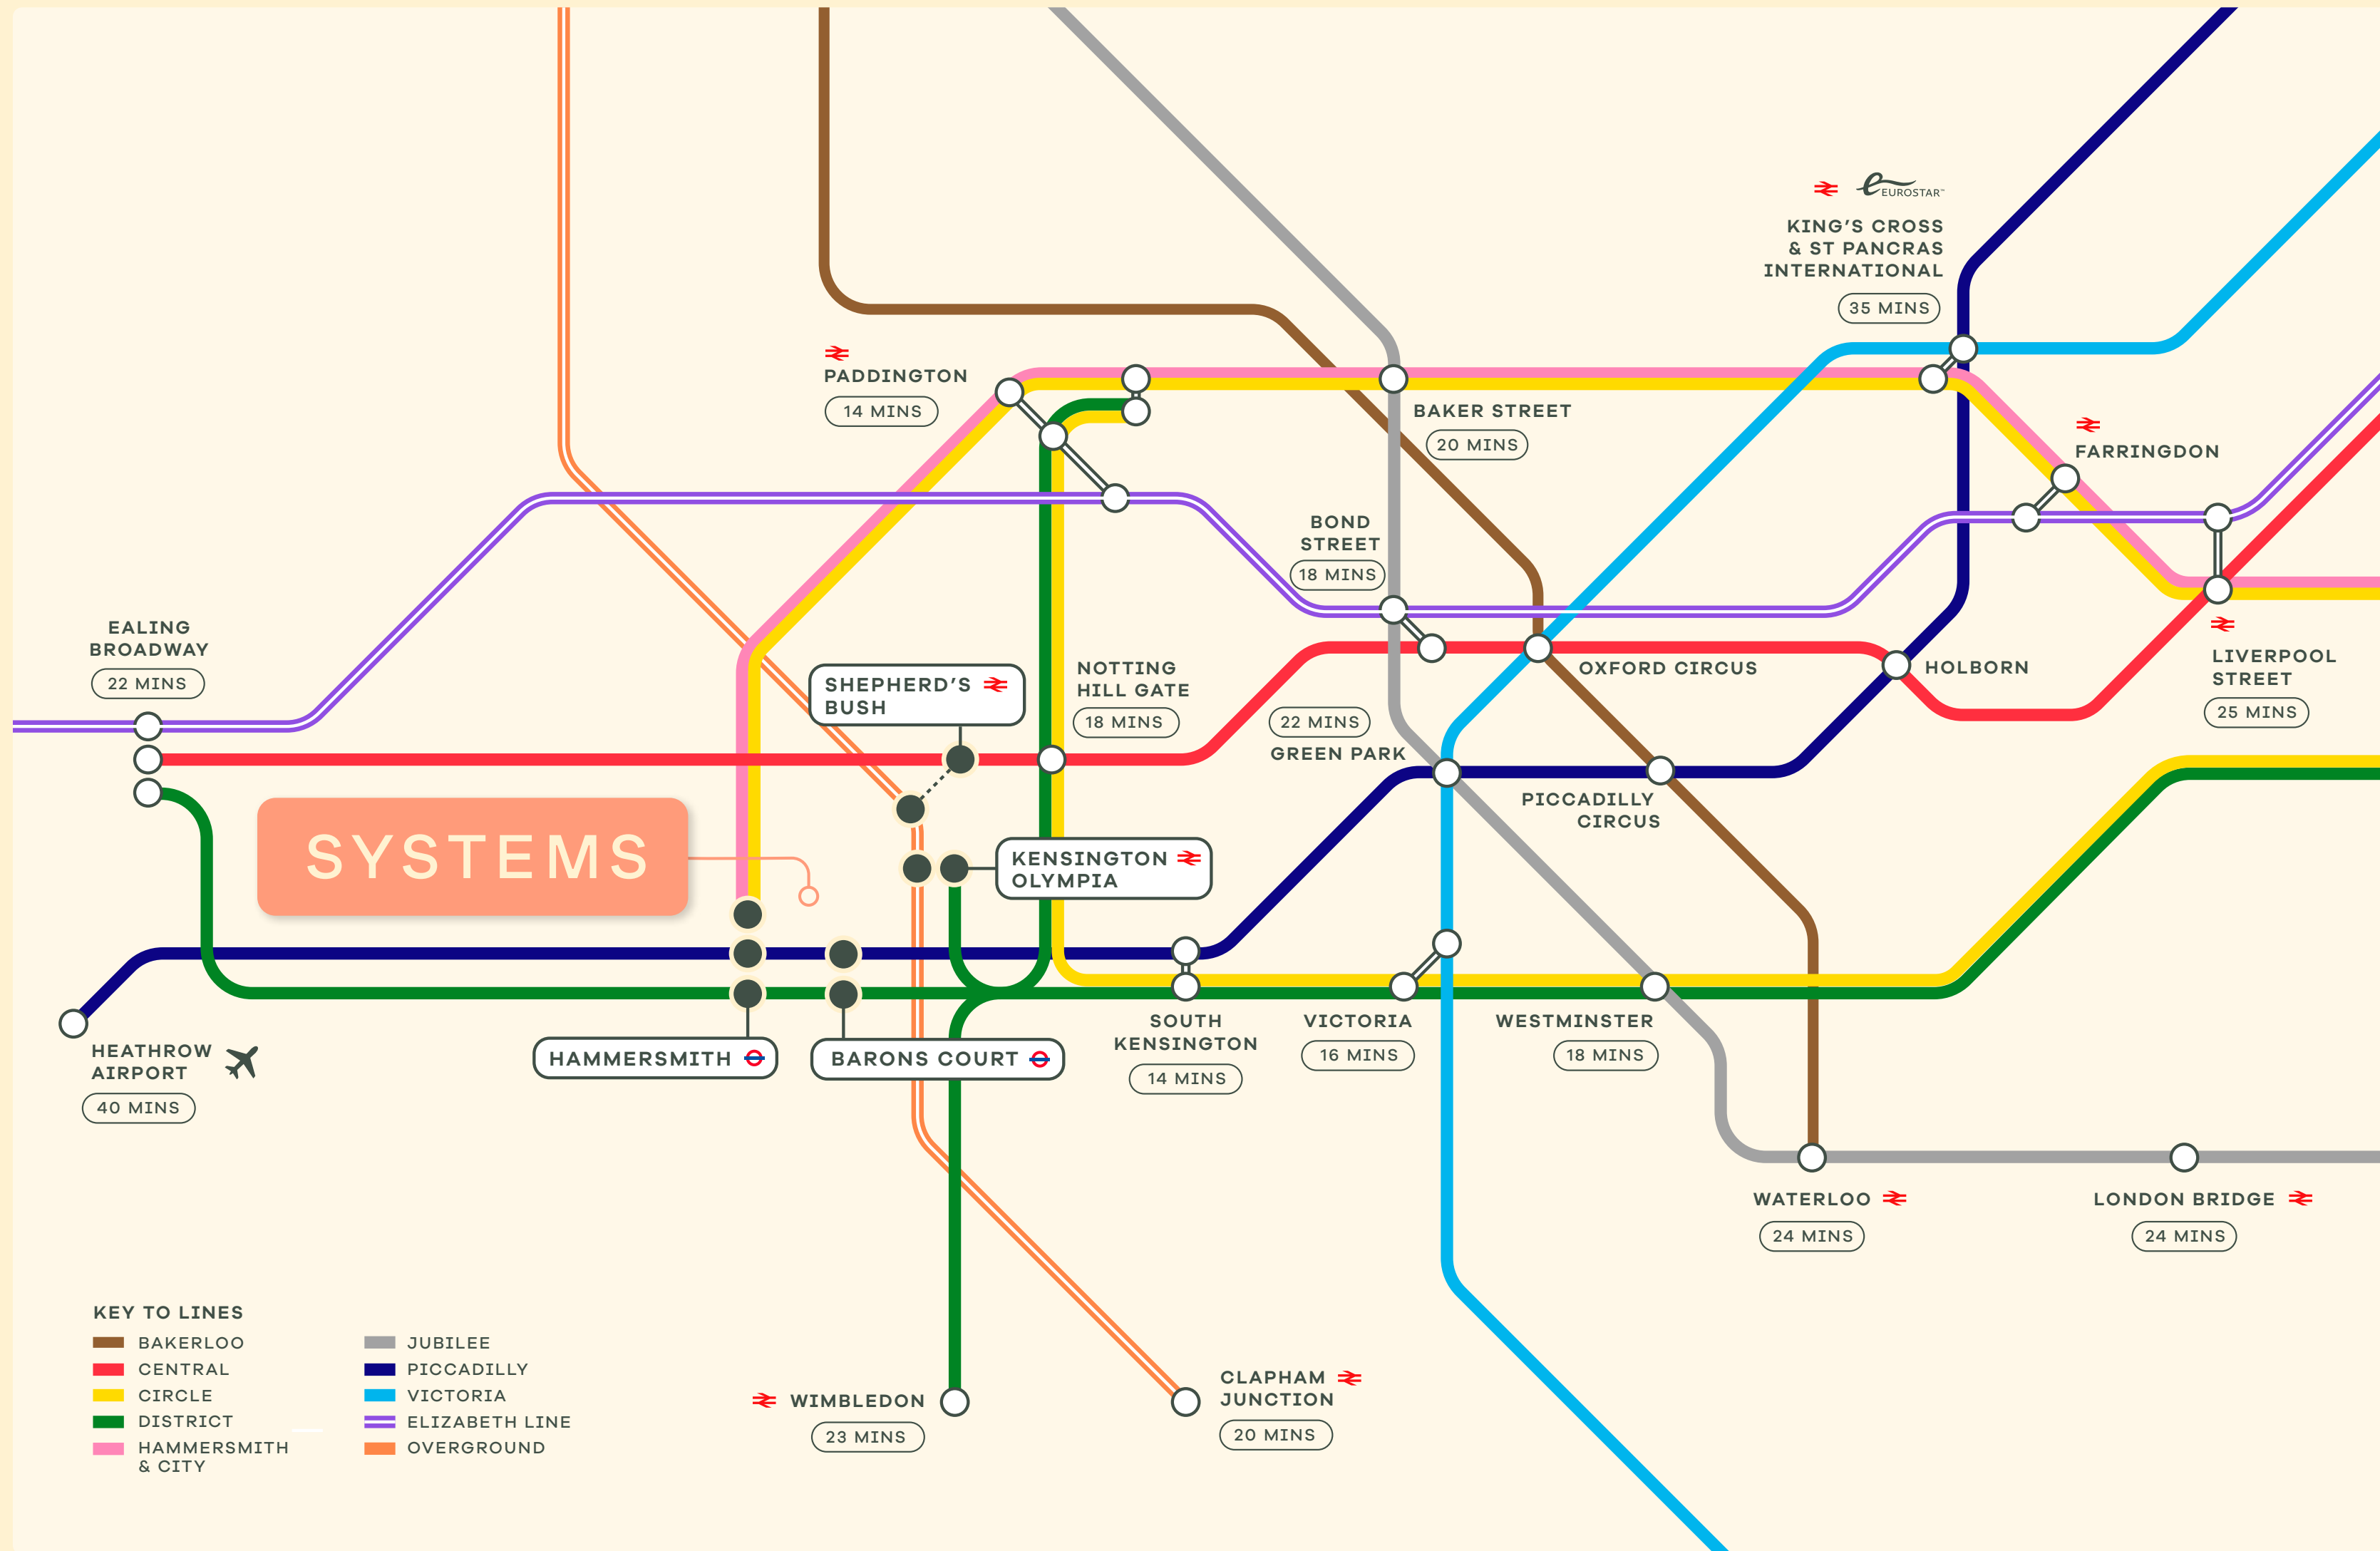 EUROSTAR™
KING'S CROSS
& ST PANCRAS
INTERNATIONAL
35 MINS
PADDINGTON
14 MINS
BAKER STREET
20 MINS
FARRINGDON
BOND
STREET
18 MINS
EALING
BROADWAY
22 MINS
SHEPHERD'S
BUSH
NOTTING
HILL GATE
18 MINS
OXFORD CIRCUS
HOLBORN
LIVERPOOL
STREET
25 MINS
22 MINS
GREEN PARK
PICCADILLY
CIRCUS
SYSTEMS
KENSINGTON
OLYMPIA
HEATHROW
AIRPORT
40 MINS
HAMMERSMITH
BARONS COURT
SOUTH
KENSINGTON
14 MINS
VICTORIA
16 MINS
WESTMINSTER
18 MINS
WATERLOO
24 MINS
LONDON BRIDGE
24 MINS
WIMBLEDON
23 MINS
CLAPHAM
JUNCTION
20 MINS
KEY TO LINES
BAKERLOO
CENTRAL
CIRCLE
DISTRICT
HAMMERSMITH
& CITY
JUBILEE
PICCADILLY
VICTORIA
ELIZABETH LINE
OVERGROUND